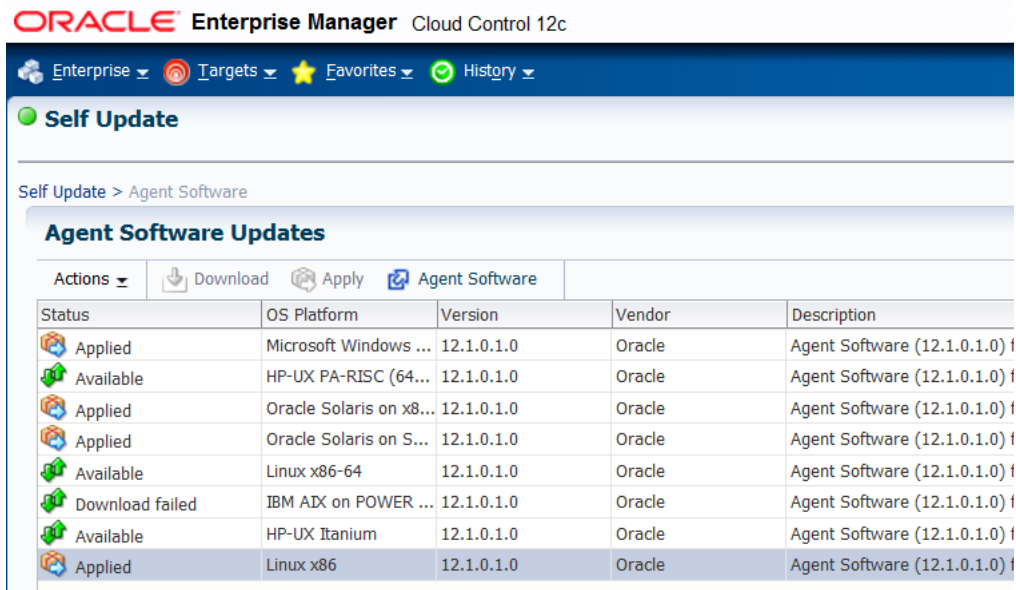 ORACLE Enterprise Manager Cloud Control 12c
Enterprise Targets Favorites History
Self Update
Self Update > Agent Software
Agent Software Updates
Actions Download Apply Agent Software
Status OS Platform Version Vendor Description
Applied Microsoft Windows ... 12.1.0.1.0 Oracle Agent Software (12.1.0.1.0) f
Available HP-UX PA-RISC (64... 12.1.0.1.0 Oracle Agent Software (12.1.0.1.0) f
Applied Oracle Solaris on x8... 12.1.0.1.0 Oracle Agent Software (12.1.0.1.0) f
Applied Oracle Solaris on S... 12.1.0.1.0 Oracle Agent Software (12.1.0.1.0) f
Available Linux x86-64 12.1.0.1.0 Oracle Agent Software (12.1.0.1.0) f
Download failed IBM AIX on POWER ... 12.1.0.1.0 Oracle Agent Software (12.1.0.1.0) f
Available HP-UX Itanium 12.1.0.1.0 Oracle Agent Software (12.1.0.1.0) f
Applied Linux x86 12.1.0.1.0 Oracle Agent Software (12.1.0.1.0) f